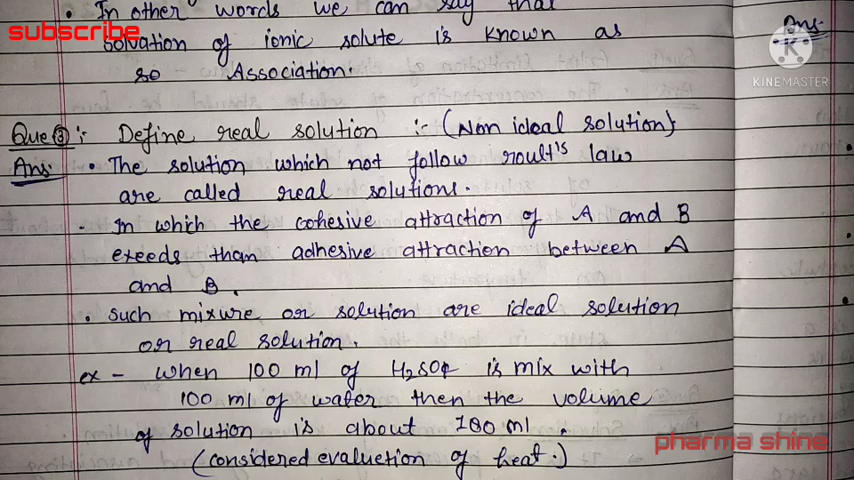 • In other words we can say that
subscribe
solvation of ionic solute is known as
so Association.
Ans.
K
KINEMASTER
Que ③ :- Define real solution :- (Non ideal solution)
Ans. • The solution which not follow roult's law
are called real solutions.
• In which the cohesive attraction of A and B
exeeds than adhesive attraction between A
and B.
• such mixure or solution are ideal solution
or real solution.
ex - when 100 ml of H₂SO₄ is mix with
100 ml of water then the volume
of solution is about 180 ml.
(considered evaluection of heat.)
pharma shine